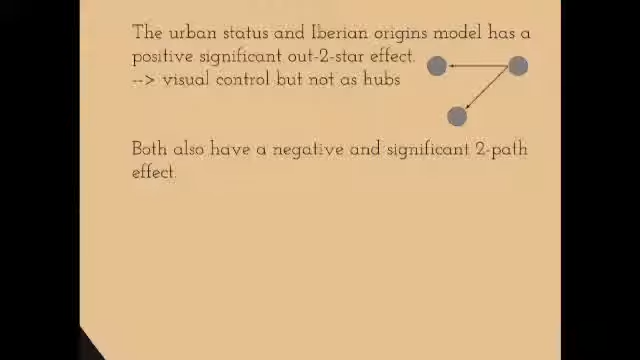 The urban status and Iberian origins model has a
positive significant out-2-star effect.
--> visual control but not as hubs
Both also have a negative and significant 2-path
effect.